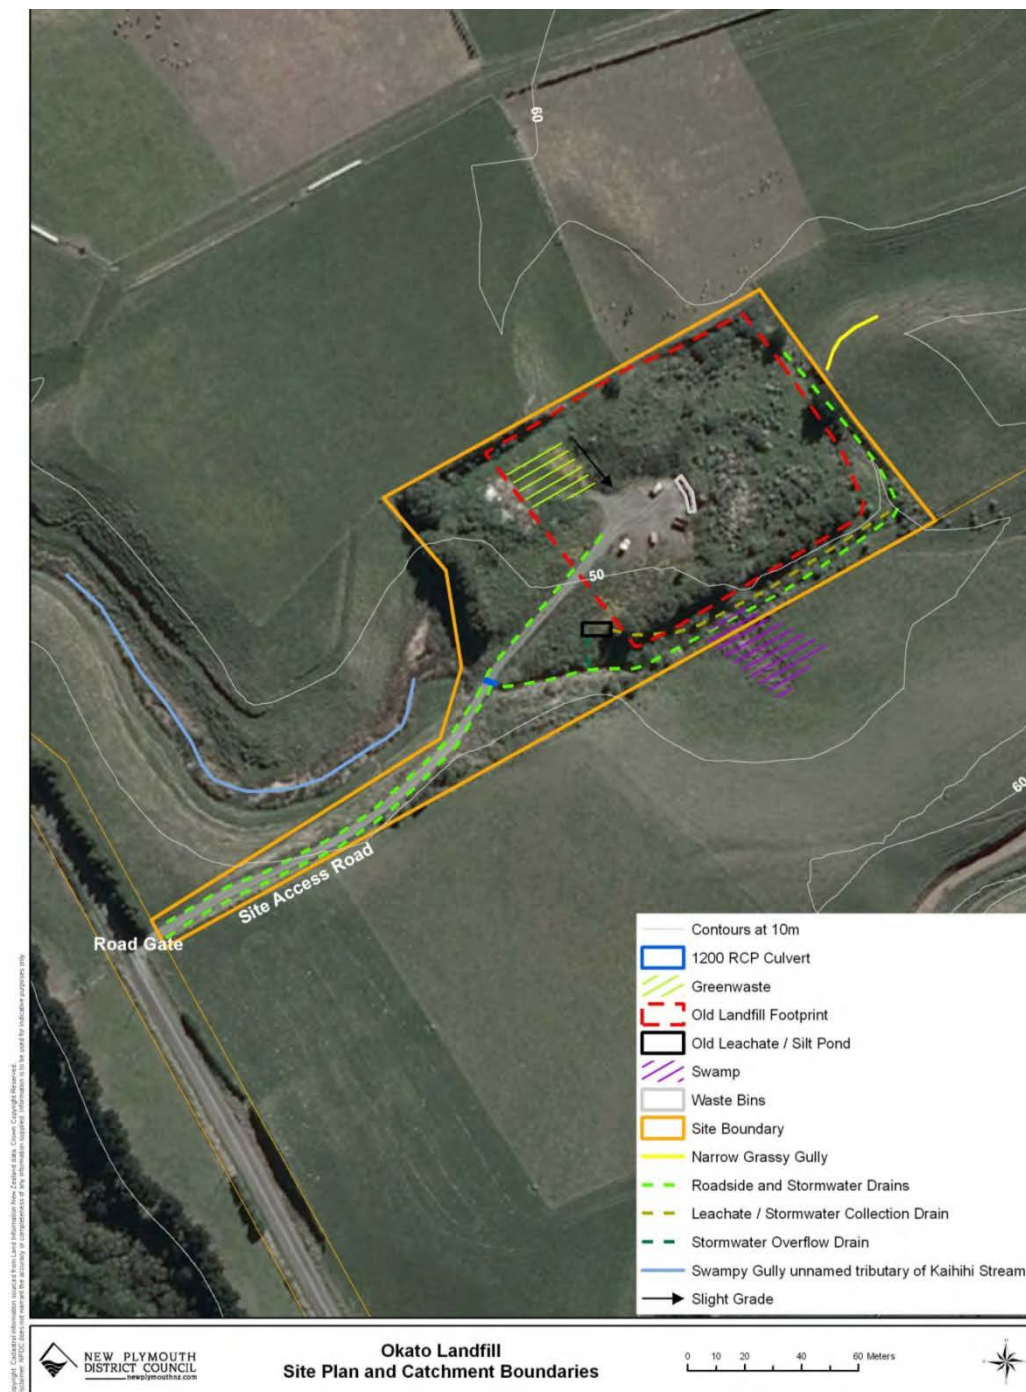 60
50
60
Site Access Road
Road Gate
Contours at 10m
1200 RCP Culvert
Greenwaste
Old Landfill Footprint
Old Leachate / Silt Pond
Swamp
Waste Bins
Site Boundary
Narrow Grassy Gully
Roadside and Stormwater Drains
Leachate / Stormwater Collection Drain
Stormwater Overflow Drain
Swampy Gully unnamed tributary of Kaihihi Stream
Slight Grade
NEW PLYMOUTH
DISTRICT COUNCIL
newplymouthnz.com
Okato Landfill
Site Plan and Catchment Boundaries
0 10 20 40 60 Meters